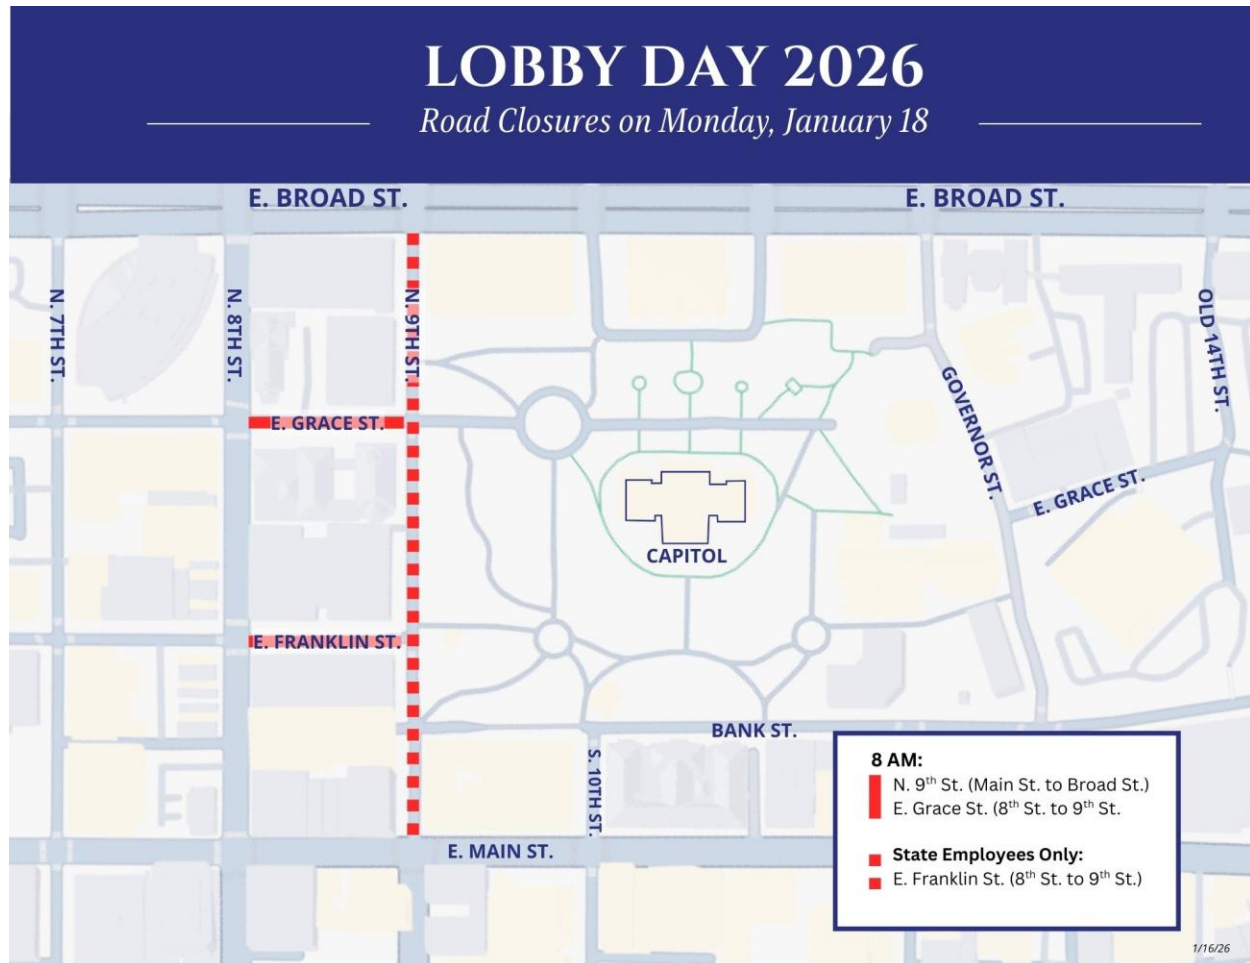 LOBBY DAY 2026
Road Closures on Monday, January 18
E. BROAD ST.
E. BROAD ST.
N. 7TH ST.
N. 8TH ST.
N. 9TH ST.
OLD 14TH ST.
GOVERNOR ST.
E. GRACE ST.
E. GRACE ST.
CAPITOL
E. FRANKLIN ST.
BANK ST.
S. 10TH ST.
E. MAIN ST.
8 AM:
N. 9th St. (Main St. to Broad St.)
E. Grace St. (8th St. to 9th St.
State Employees Only:
E. Franklin St. (8th St. to 9th St.)
1/16/26